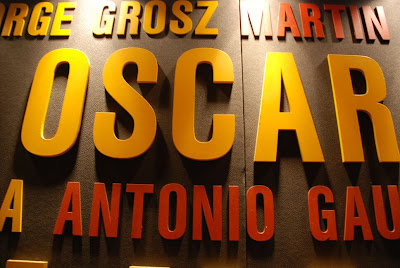 ORGE GROSZ MARTIN K
OSCAR
A ANTONIO GAU